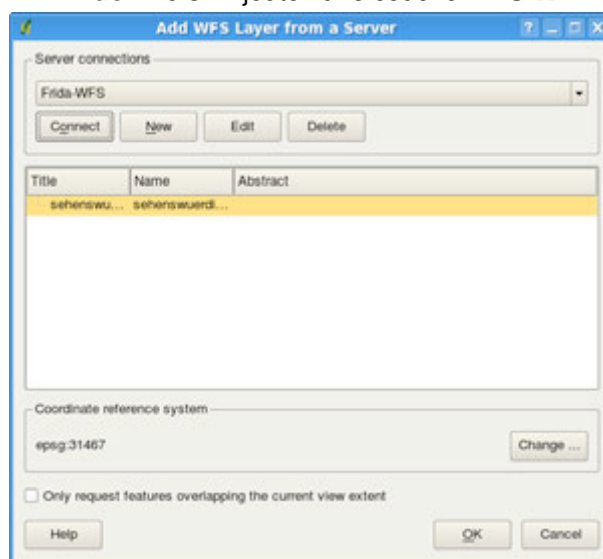 Add WFS Layer from a Server
Server connections
Frida-WFS
Connect New Edit Delete
Title Name Abstract
sehenswu... sehenswuerdi...
Coordinate reference system
epsg:31467
Change ...
Only request features overlapping the current view extent
Help OK Cancel